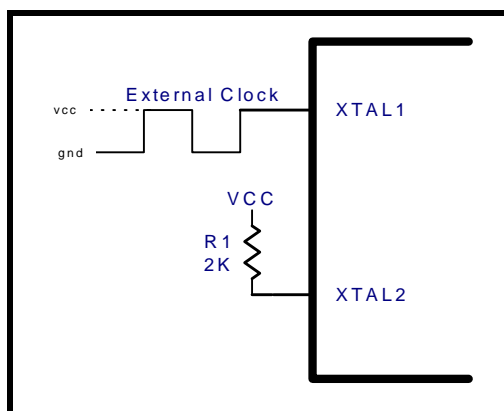 External Clock
vcc
XTAL1
gnd
VCC
R1
2K
XTAL2